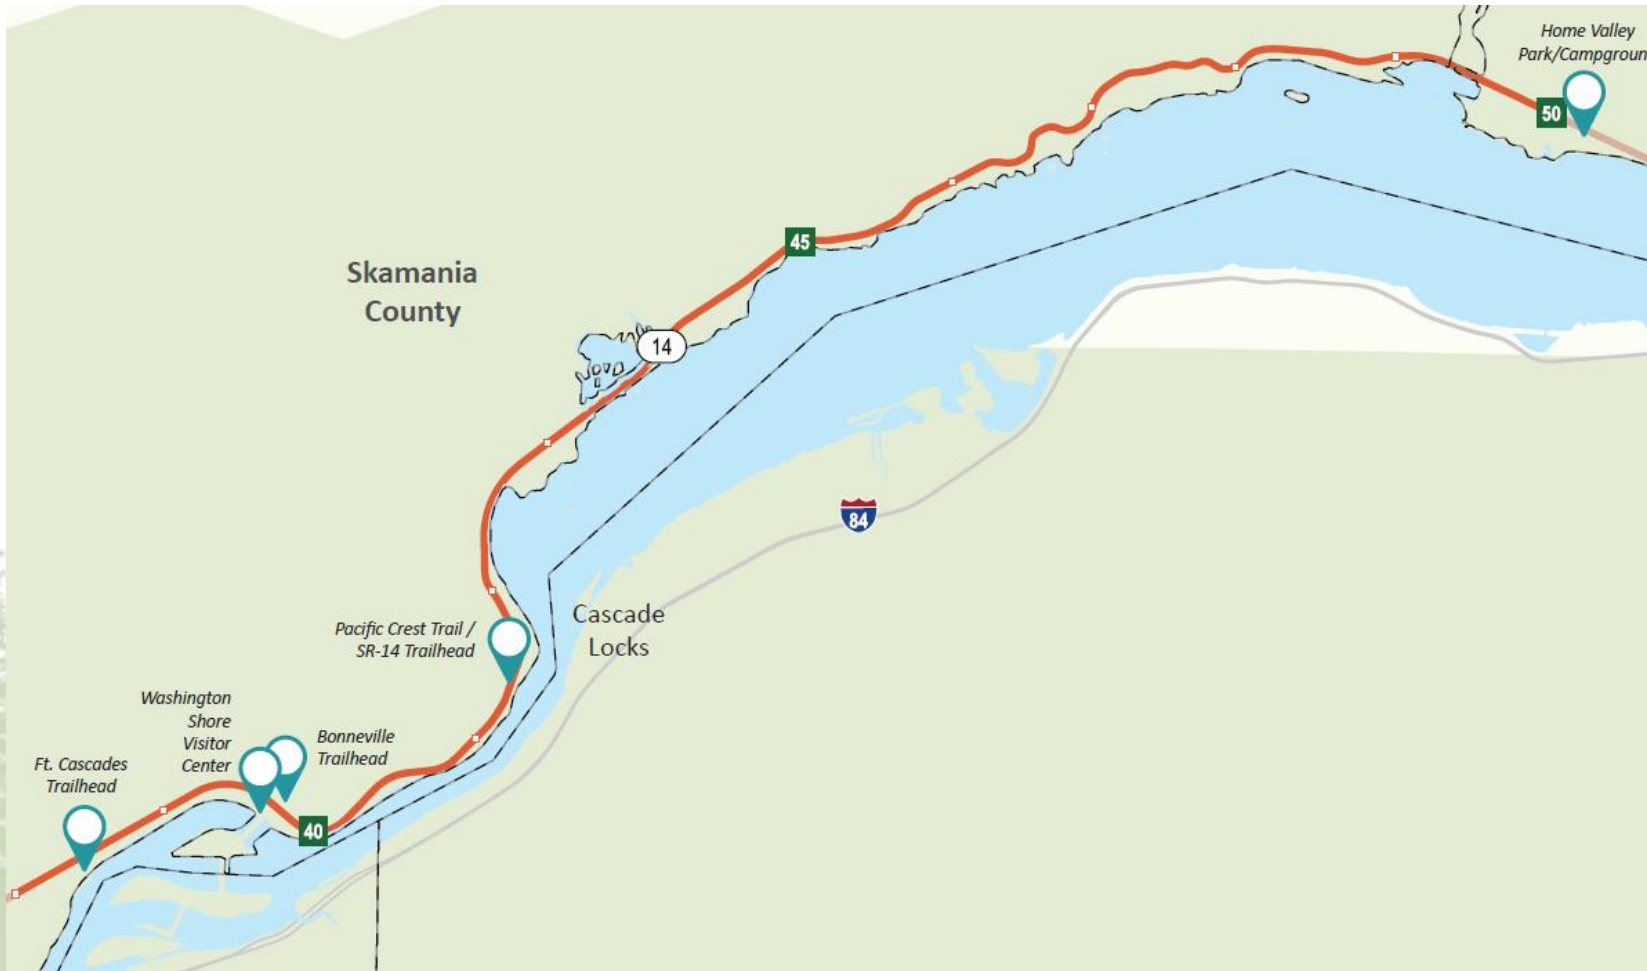 Home Valley
Park/Campgroun
50
45
Skamania
County
14
84
Cascade
Locks
Pacific Crest Trail /
SR-14 Trailhead
Washington
Shore
Visitor
Center
Bonneville
Trailhead
Ft. Cascades
Trailhead
40